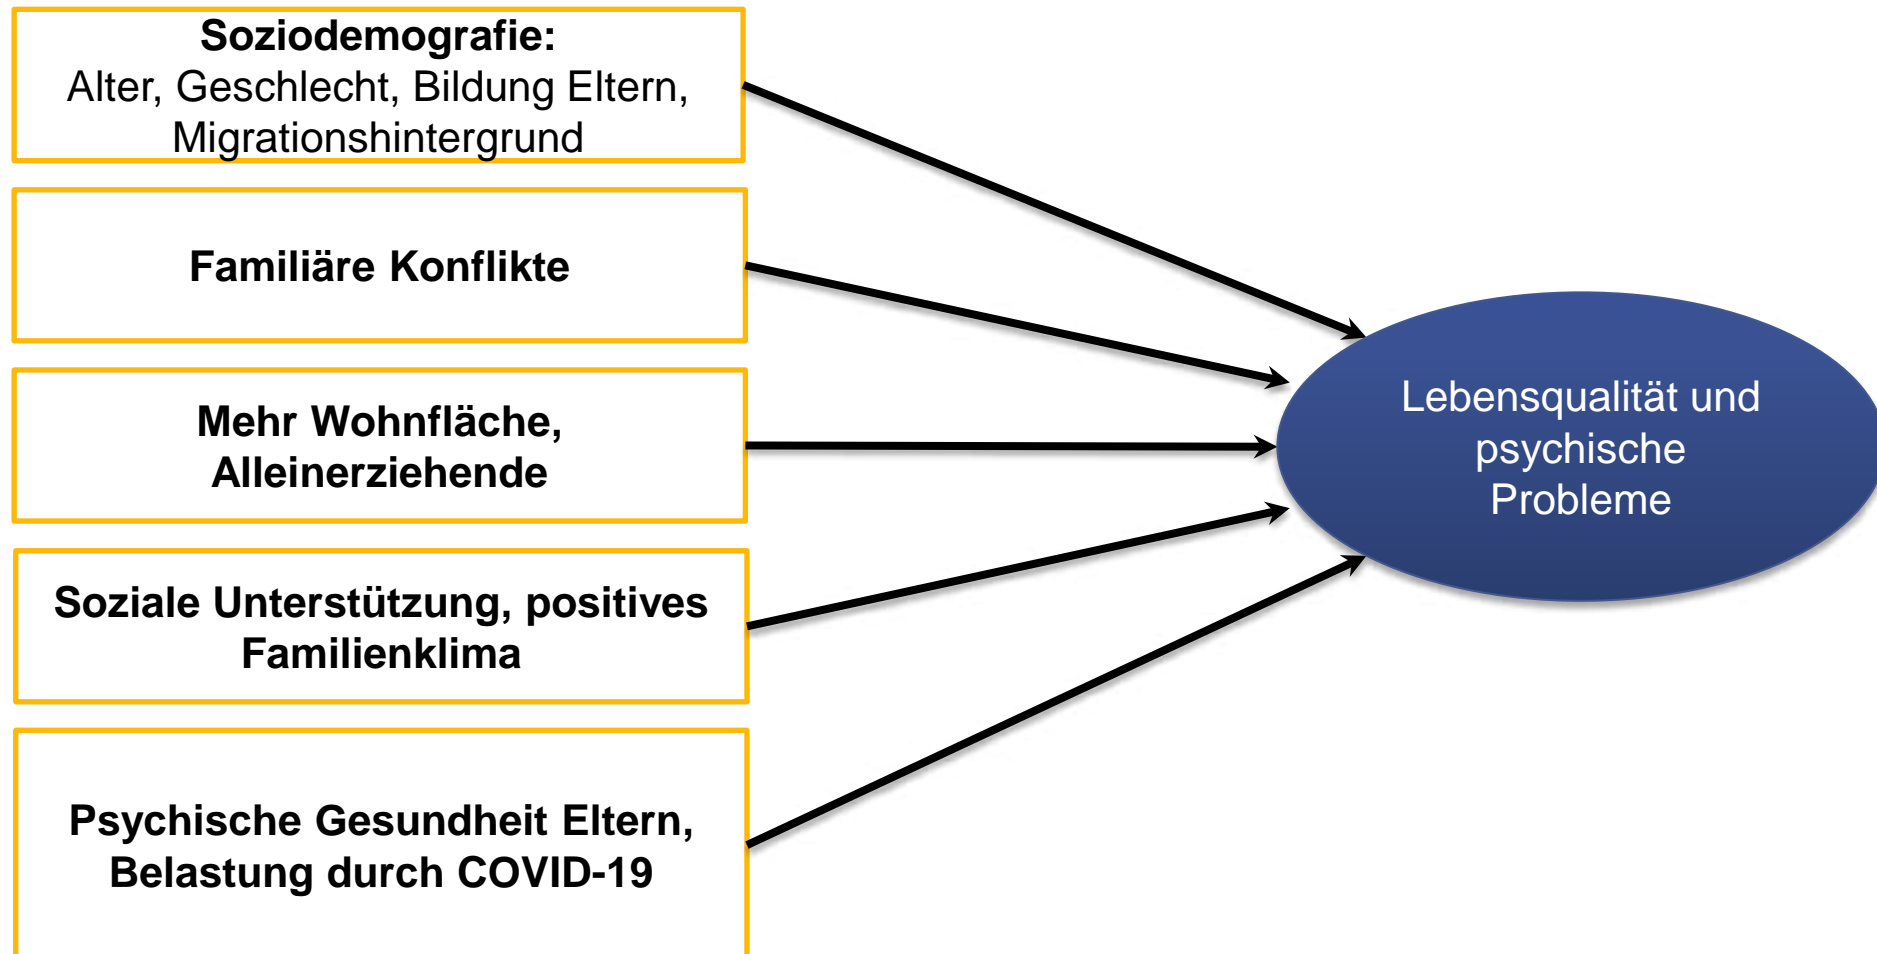 Soziodemografie:
Alter, Geschlecht, Bildung Eltern,
Migrationshintergrund
Familiäre Konflikte
Mehr Wohnfläche,
Alleinerziehende
Soziale Unterstützung, positives
Familienklima
Psychische Gesundheit Eltern,
Belastung durch COVID-19
Lebensqualität und
psychische
Probleme